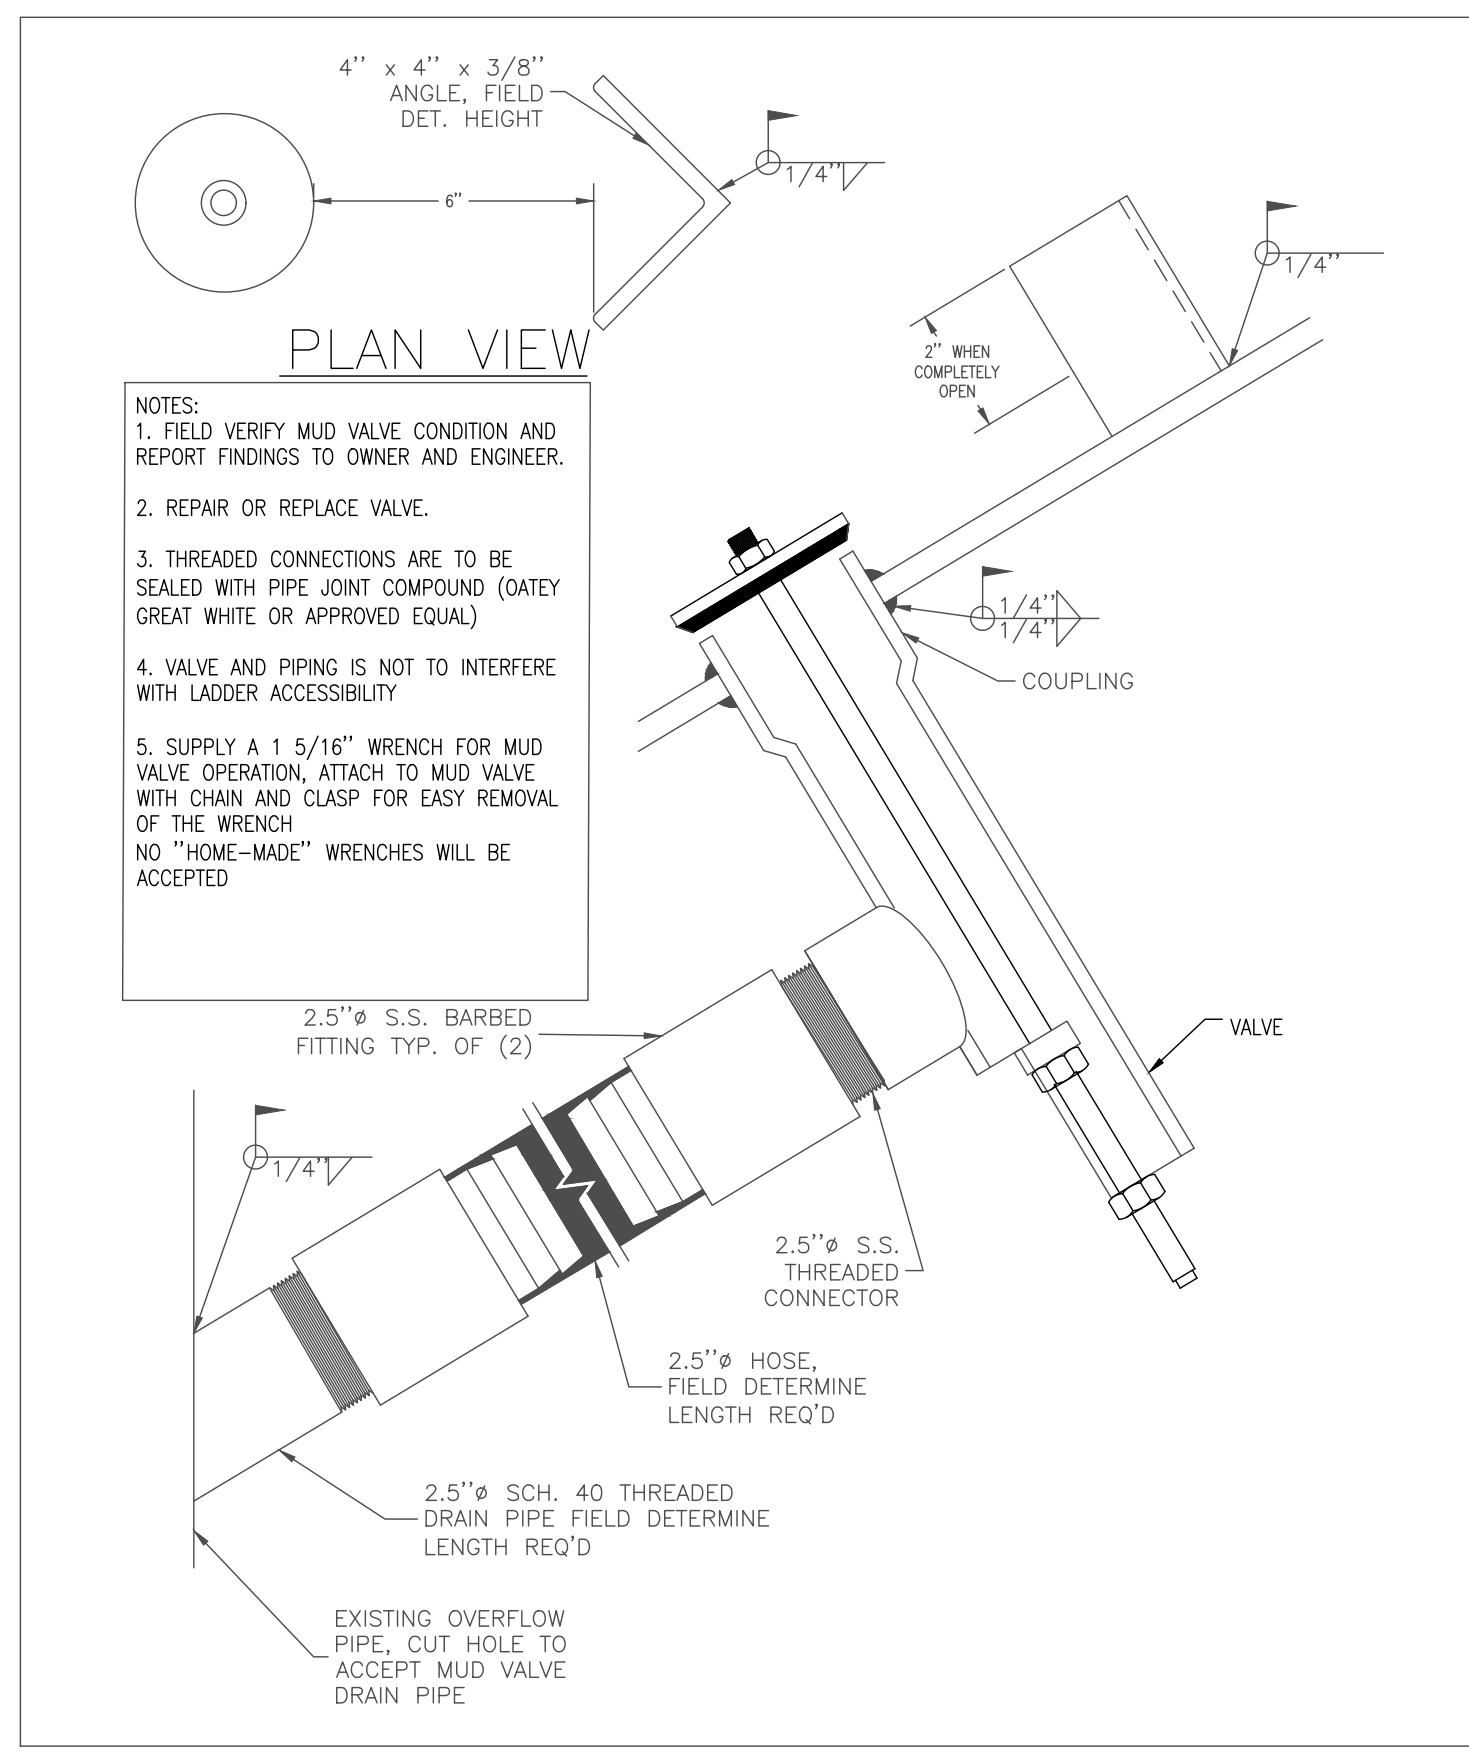 4'' x 4'' x 3/8''
ANGLE, FIELD
DET. HEIGHT
1/4''
6''
1/4''
2'' WHEN
COMPLETELY
OPEN
PLAN VIEW
NOTES:
1. FIELD VERIFY MUD VALVE CONDITION AND
REPORT FINDINGS TO OWNER AND ENGINEER.
2. REPAIR OR REPLACE VALVE.
3. THREADED CONNECTIONS ARE TO BE
SEALED WITH PIPE JOINT COMPOUND (OATEY
GREAT WHITE OR APPROVED EQUAL)
4. VALVE AND PIPING IS NOT TO INTERFERE
WITH LADDER ACCESSIBILITY
5. SUPPLY A 1 5/16'' WRENCH FOR MUD
VALVE OPERATION, ATTACH TO MUD VALVE
WITH CHAIN AND CLASP FOR EASY REMOVAL
OF THE WRENCH
NO ''HOME-MADE'' WRENCHES WILL BE
ACCEPTED
1/4''
1/4''
COUPLING
2.5''ø S.S. BARBED
FITTING TYP. OF (2)
VALVE
1/4''
2.5''ø S.S.
THREADED
CONNECTOR
2.5''ø HOSE,
FIELD DETERMINE
LENGTH REQ'D
2.5''ø SCH. 40 THREADED
DRAIN PIPE FIELD DETERMINE
LENGTH REQ'D
EXISTING OVERFLOW
PIPE, CUT HOLE TO
ACCEPT MUD VALVE
DRAIN PIPE